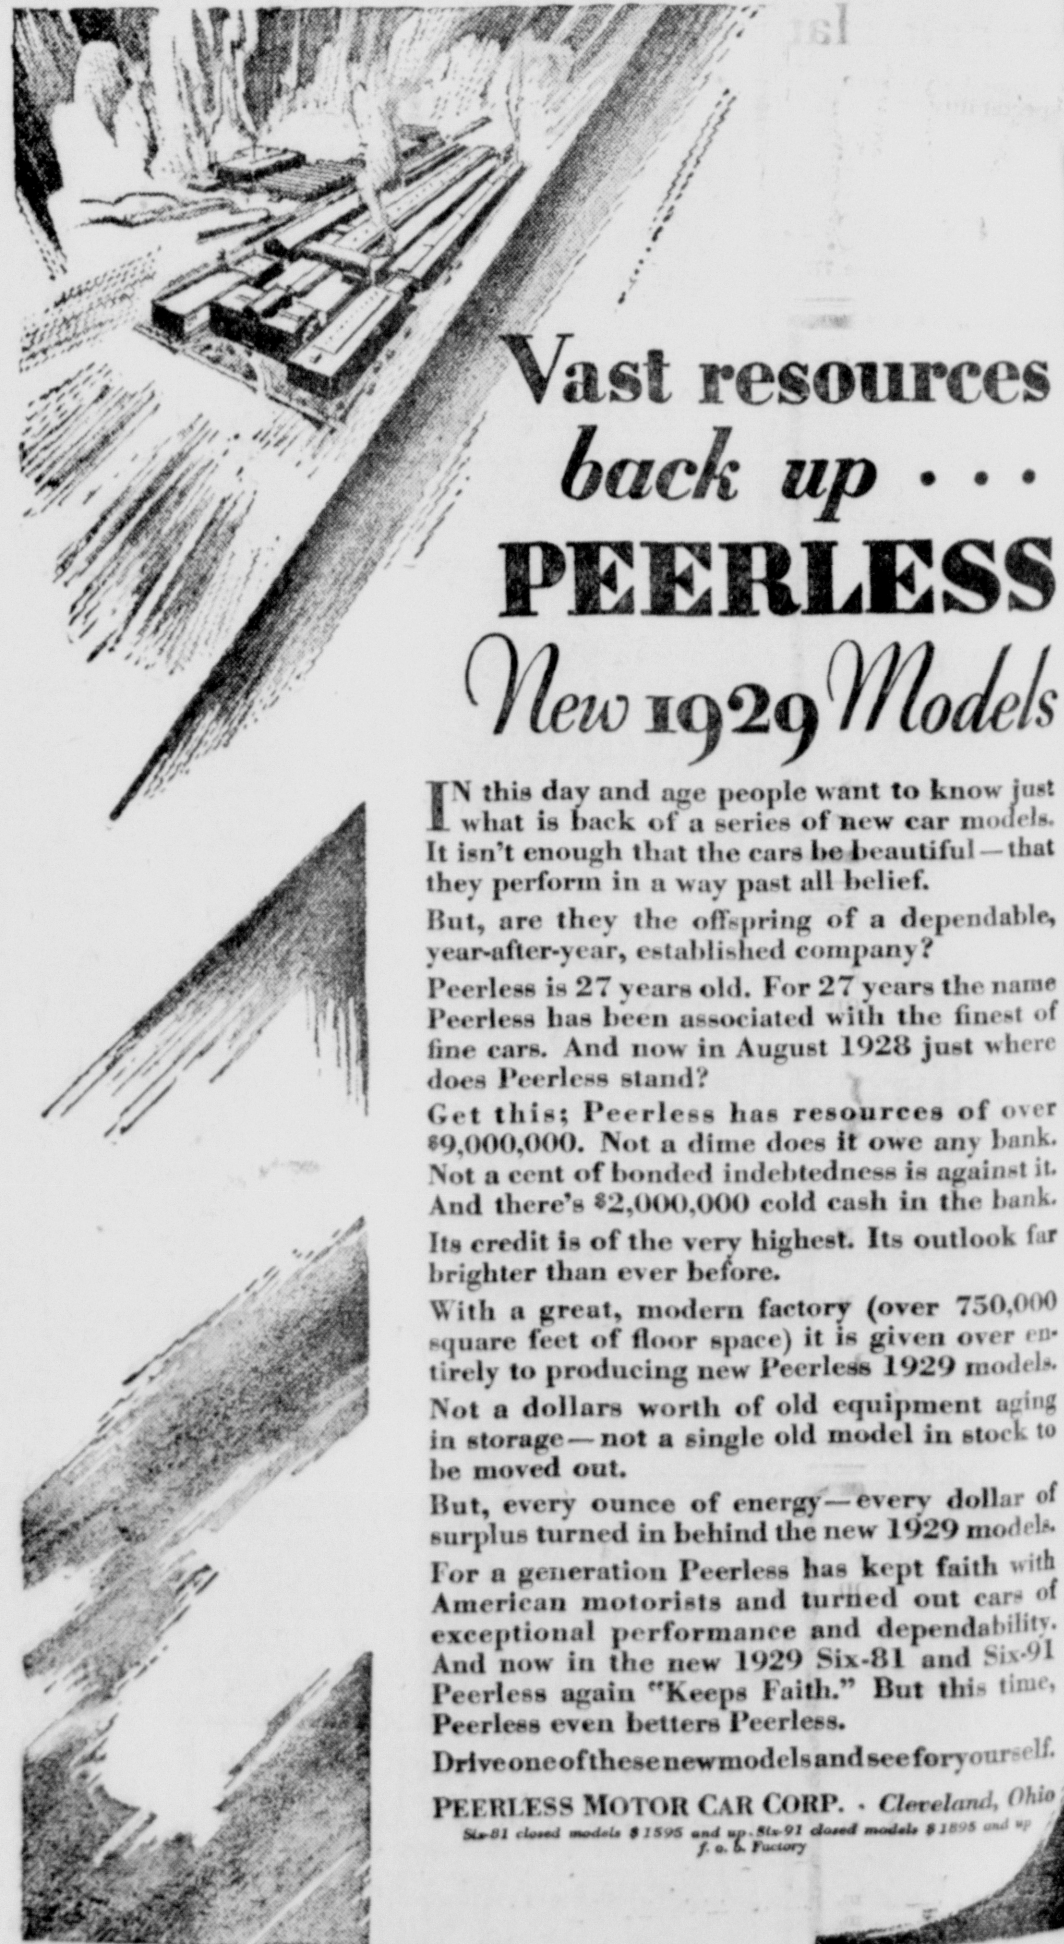 Vast resources
back up . . .
PEERLESS
New 1929 Models
IN this day and age people want to know just
what is back of a series of new car models.
It isn't enough that the cars be beautiful—that
they perform in a way past all belief.
But, are they the offspring of a dependable,
year-after-year, established company?
Peerless is 27 years old. For 27 years the name
Peerless has been associated with the finest of
fine cars. And now in August 1928 just where
does Peerless stand?
Get this; Peerless has resources of over
$9,000,000. Not a dime does it owe any bank.
Not a cent of bonded indebtedness is against it.
And there's $2,000,000 cold cash in the bank.
Its credit is of the very highest. Its outlook far
brighter than ever before.
With a great, modern factory (over 750,000
square feet of floor space) it is given over en-
tirely to producing new Peerless 1929 models.
Not a dollars worth of old equipment aging
in storage—not a single old model in stock to
be moved out.
But, every ounce of energy—every dollar of
surplus turned in behind the new 1929 models.
For a generation Peerless has kept faith with
American motorists and turned out cars of
exceptional performance and dependability.
And now in the new 1929 Six-81 and Six-91
Peerless again "Keeps Faith." But this time,
Peerless even betters Peerless.
Drive one of these new models and see for yourself.
PEERLESS MOTOR CAR CORP. · Cleveland, Ohio
Six-81 closed models $1595 and up. Six-91 closed models $1895 and up
f. o. b. Factory